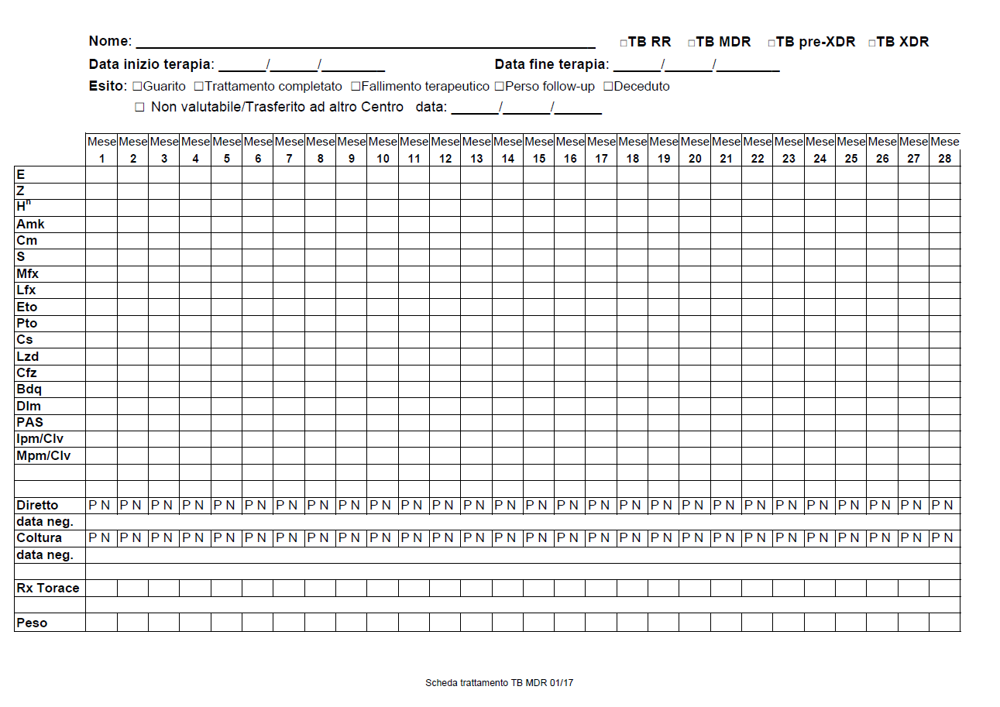 Nome: ______________________________ □TB RR □TB MDR □TB pre-XDR □TB XDR
Data inizio terapia: ______/______/________ Data fine terapia: ______/______/________
Esito: □Guarito □Trattamento completato □Fallimento terapeutico □Perso follow-up □Deceduto
□ Non valutabile/Trasferito ad altro Centro data: ______/______/______
Mese Mese Mese Mese Mese Mese Mese Mese Mese Mese Mese Mese Mese Mese Mese Mese Mese Mese Mese Mese Mese Mese Mese Mese Mese Mese Mese Mese
1 2 3 4 5 6 7 8 9 10 11 12 13 14 15 16 17 18 19 20 21 22 23 24 25 26 27 28
E
Z
Hⁿ
Amk
Cm
S
Mfx
Lfx
Eto
Pto
Cs
Lzd
Cfz
Bdq
Dlm
PAS
Ipm/Clv
Mpm/Clv
Diretto P N P N P N P N P N P N P N P N P N P N P N P N P N P N P N P N P N P N P N P N P N P N P N P N P N P N P N P N
data neg.
Coltura P N P N P N P N P N P N P N P N P N P N P N P N P N P N P N P N P N P N P N P N P N P N P N P N P N P N P N P N
data neg.
Rx Torace
Peso
Scheda trattamento TB MDR 01/17